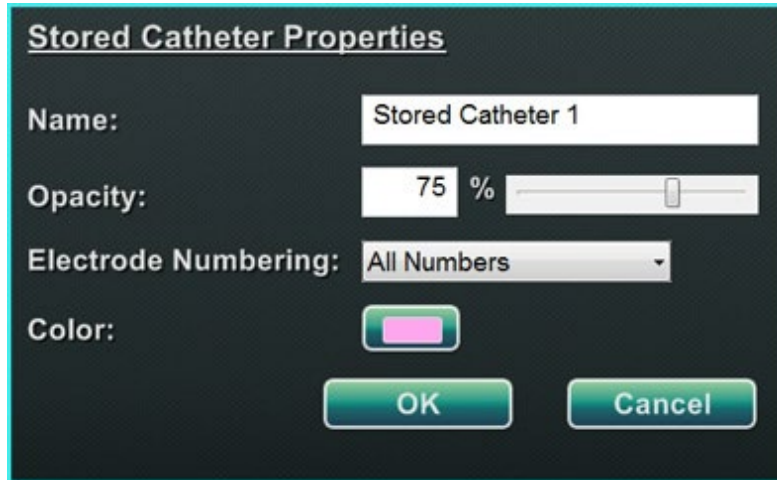 Stored Catheter Properties
Name: Stored Catheter 1
Opacity: 75 %
Electrode Numbering: All Numbers
Color:
OK Cancel